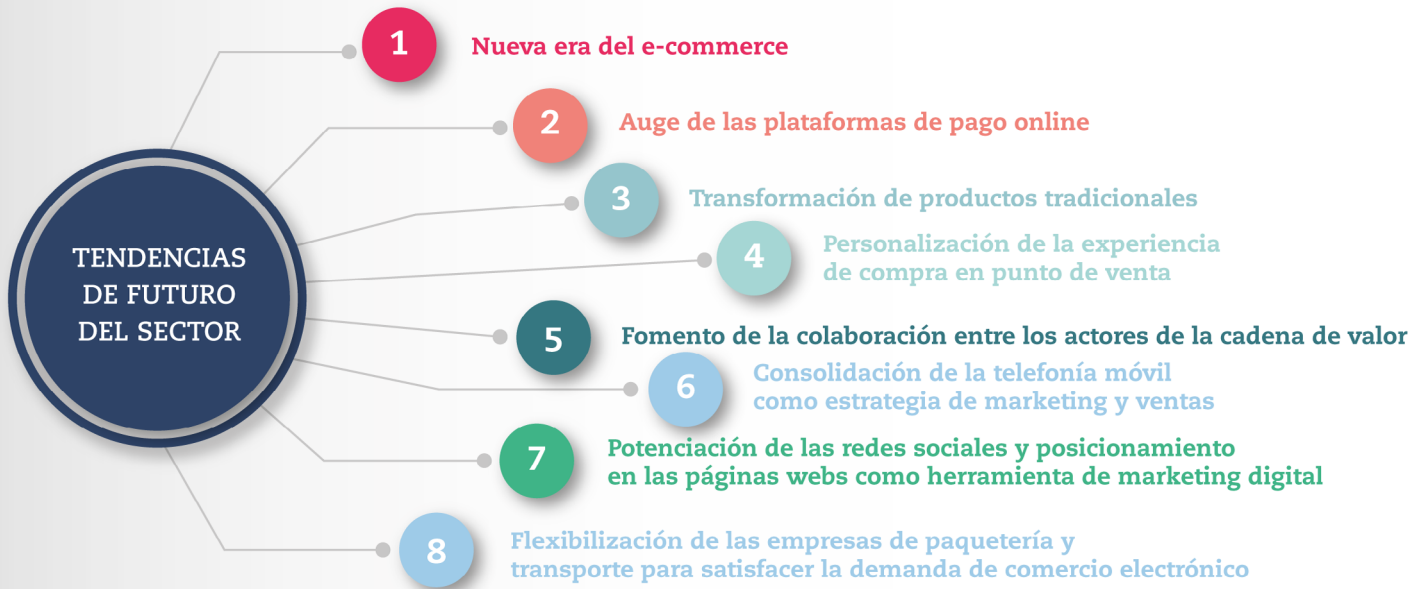 TENDENCIAS
DE FUTURO
DEL SECTOR
1
Nueva era del e-commerce
2
Auge de las plataformas de pago online
3
Transformación de productos tradicionales
4
Personalización de la experiencia
de compra en punto de venta
5
Fomento de la colaboración entre los actores de la cadena de valor
6
Consolidación de la telefonía móvil
como estrategia de marketing y ventas
7
Potenciación de las redes sociales y posicionamiento
en las páginas webs como herramienta de marketing digital
8
Flexibilización de las empresas de paquetería y
transporte para satisfacer la demanda de comercio electrónico